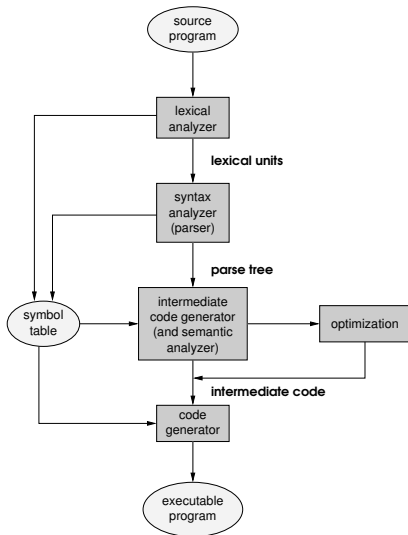 source
program
lexical
analyzer
lexical units
syntax
analyzer
(parser)
parse tree
symbol
table
intermediate
code generator
(and semantic
analyzer)
optimization
intermediate code
code
generator
executable
program